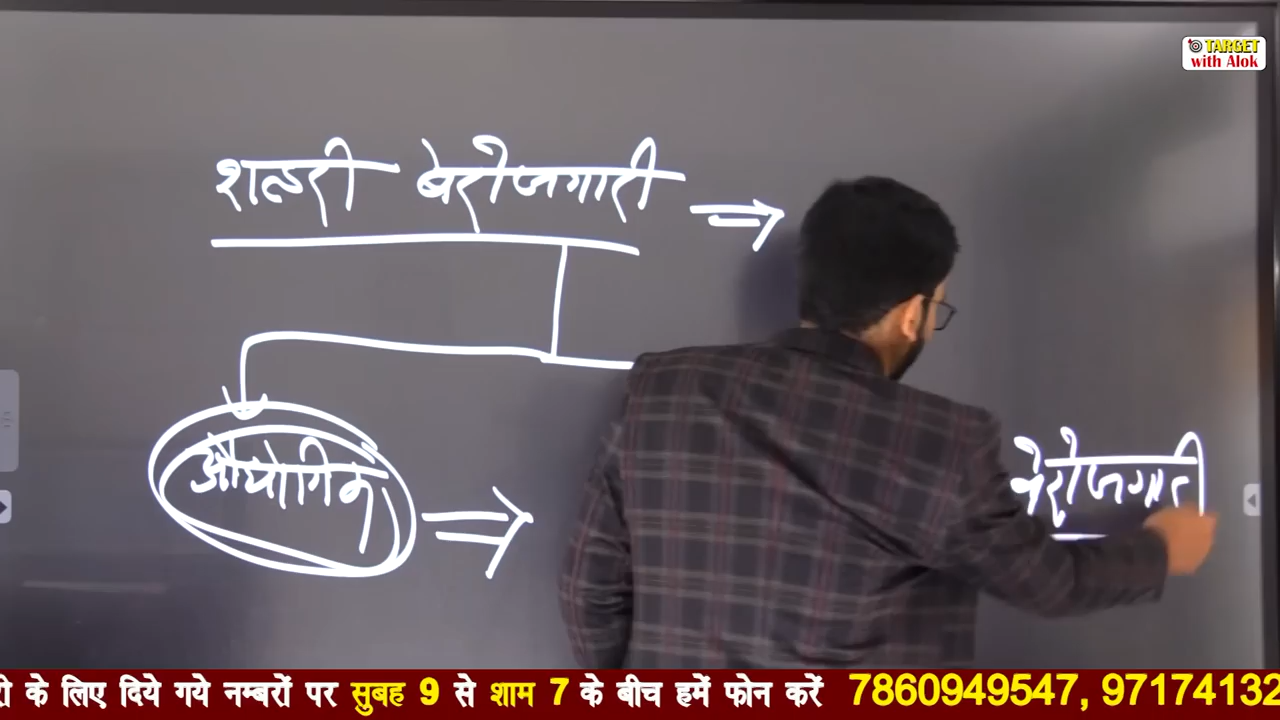 TARGET
with Alok
शहरी बेरोजगारी ⇒
औद्योगिक ⇒
बेरोजगारी
के लिए दिये गये नम्बरों पर सुबह 9 से शाम 7 के बीच हमें फोन करें 7860949547, 97174132